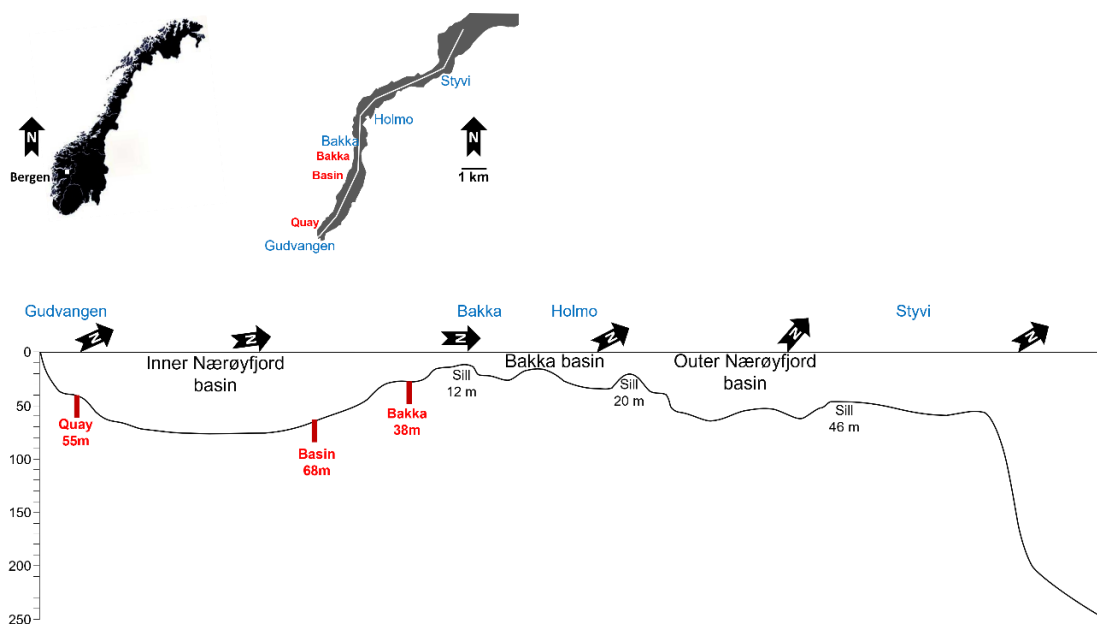 N
Bergen
Styvi
Holmo
Bakka
Bakka
Basin
Quay
Gudvangen
N
1 km
Gudvangen
Bakka
Holmo
Styvi
N
N
N
N
N
N
0
50
100
150
200
250
Inner Nærøyfjord
basin
Bakka basin
Outer Nærøyfjord
basin
Sill
12 m
Sill
20 m
Sill
46 m
Quay
55m
Basin
68m
Bakka
38m